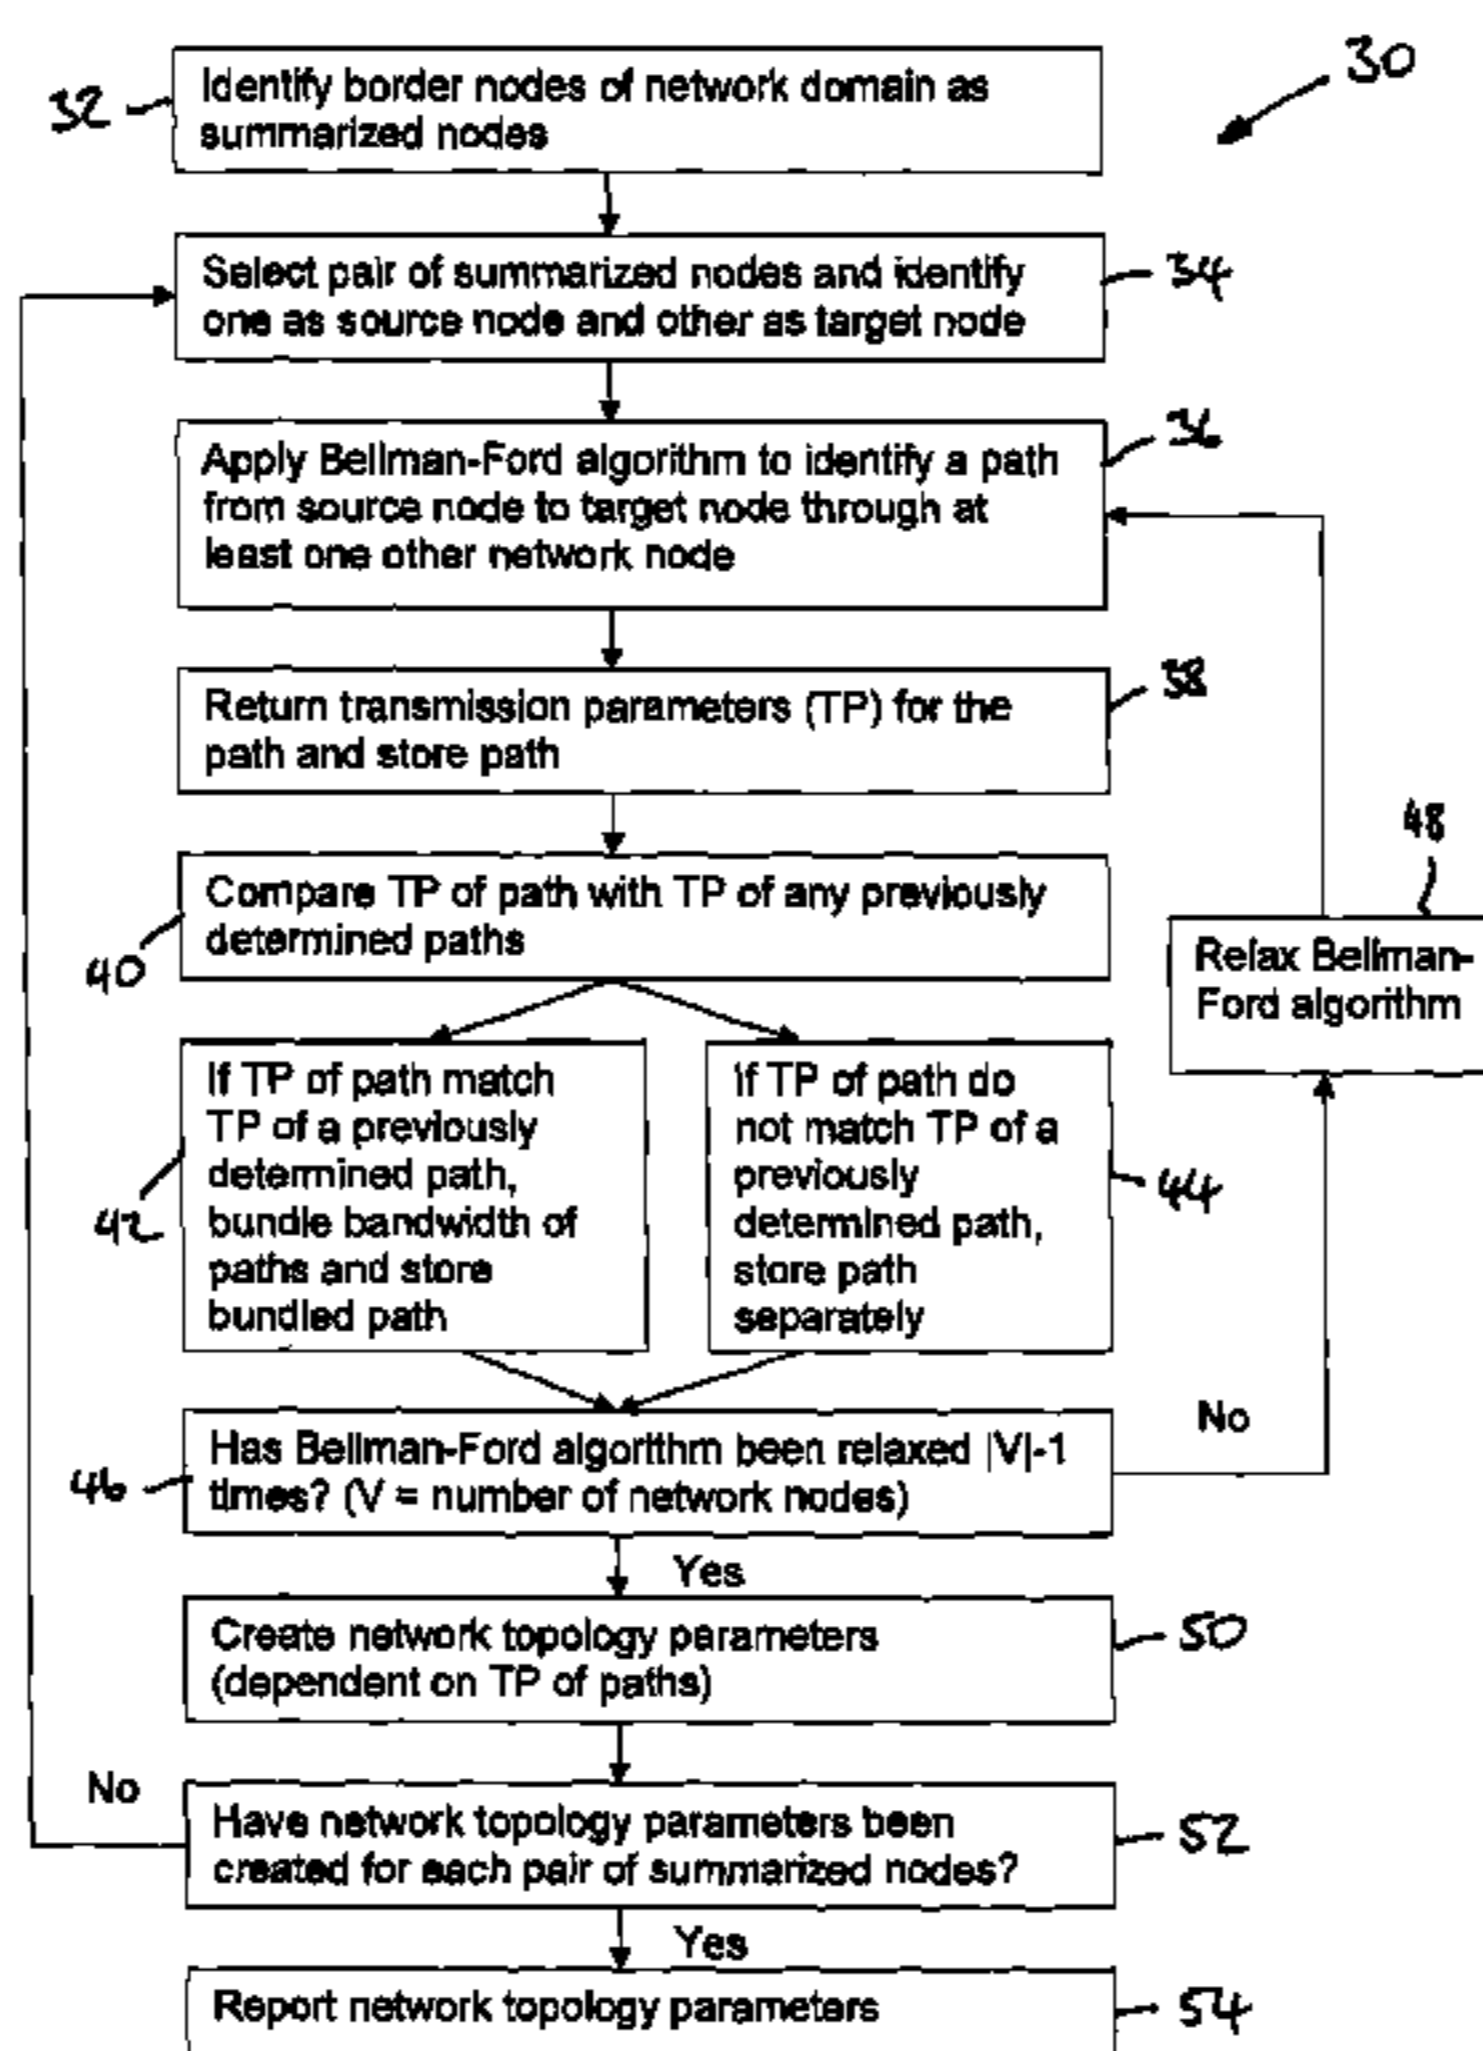 30
32
Identify border nodes of network domain as
summarized nodes
Select pair of summarized nodes and identify
one as source node and other as target node
34
36
Apply Bellman-Ford algorithm to identify a path
from source node to target node through at
least one other network node
38
Return transmission parameters (TP) for the
path and store path
Compare TP of path with TP of any previously
determined paths
40
48
Relax Bellman-
Ford algorithm
If TP of path match
TP of a previously
determined path,
bundle bandwidth of
paths and store
bundled path
42
If TP of path do
not match TP of a
previously
determined path,
store path
separately
44
No
Has Bellman-Ford algorithm been relaxed |V|-1
times? (V = number of network nodes)
46
Yes
Create network topology parameters
(dependent on TP of paths)
50
No
Have network topology parameters been
created for each pair of summarized nodes?
52
Yes
Report network topology parameters
54